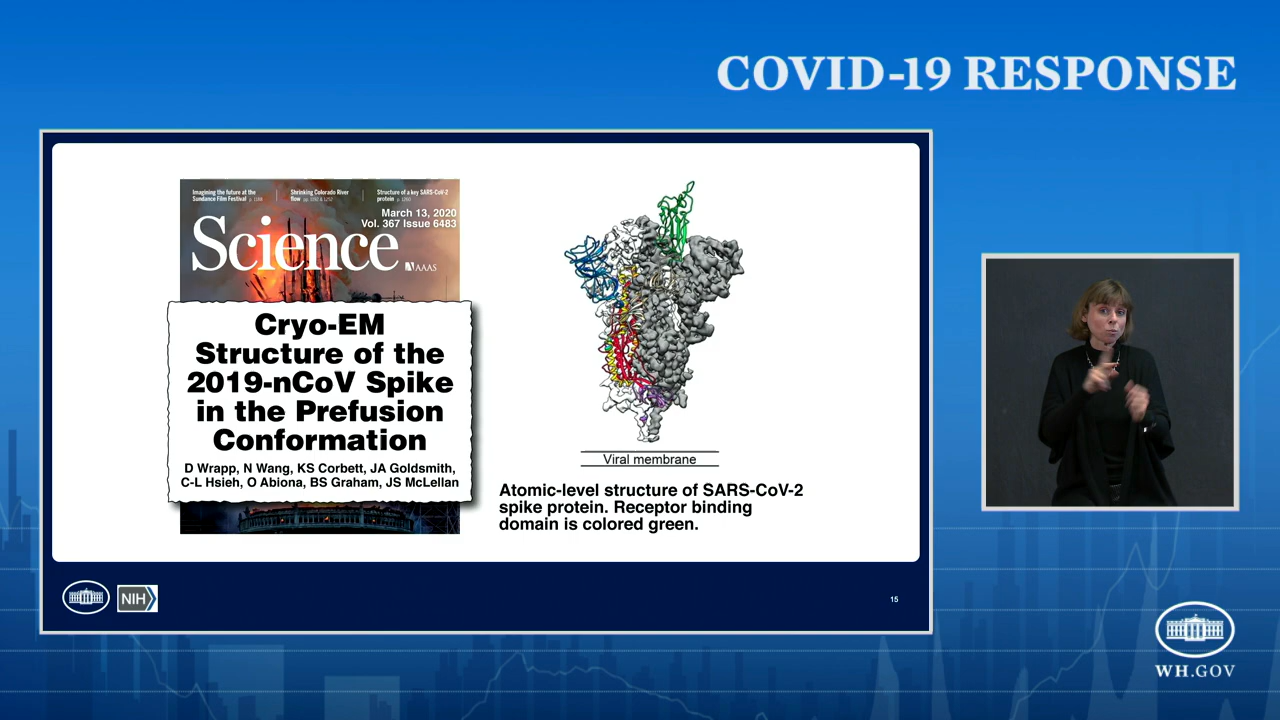 COVID-19 RESPONSE
Imagining the future at the
Sundance Film Festival
Shrinking Colorado River
flow
Structure of a key SARS-CoV-2
protein
March 13, 2020
Vol. 367 Issue 6483
Science
AAAS
Cryo-EM
Structure of the
2019-nCoV Spike
in the Prefusion
Conformation
D Wrapp, N Wang, KS Corbett, JA Goldsmith,
C-L Hsieh, O Abiona, BS Graham, JS McLellan
Viral membrane
Atomic-level structure of SARS-CoV-2
spike protein. Receptor binding
domain is colored green.
NIH
15
WH.GOV